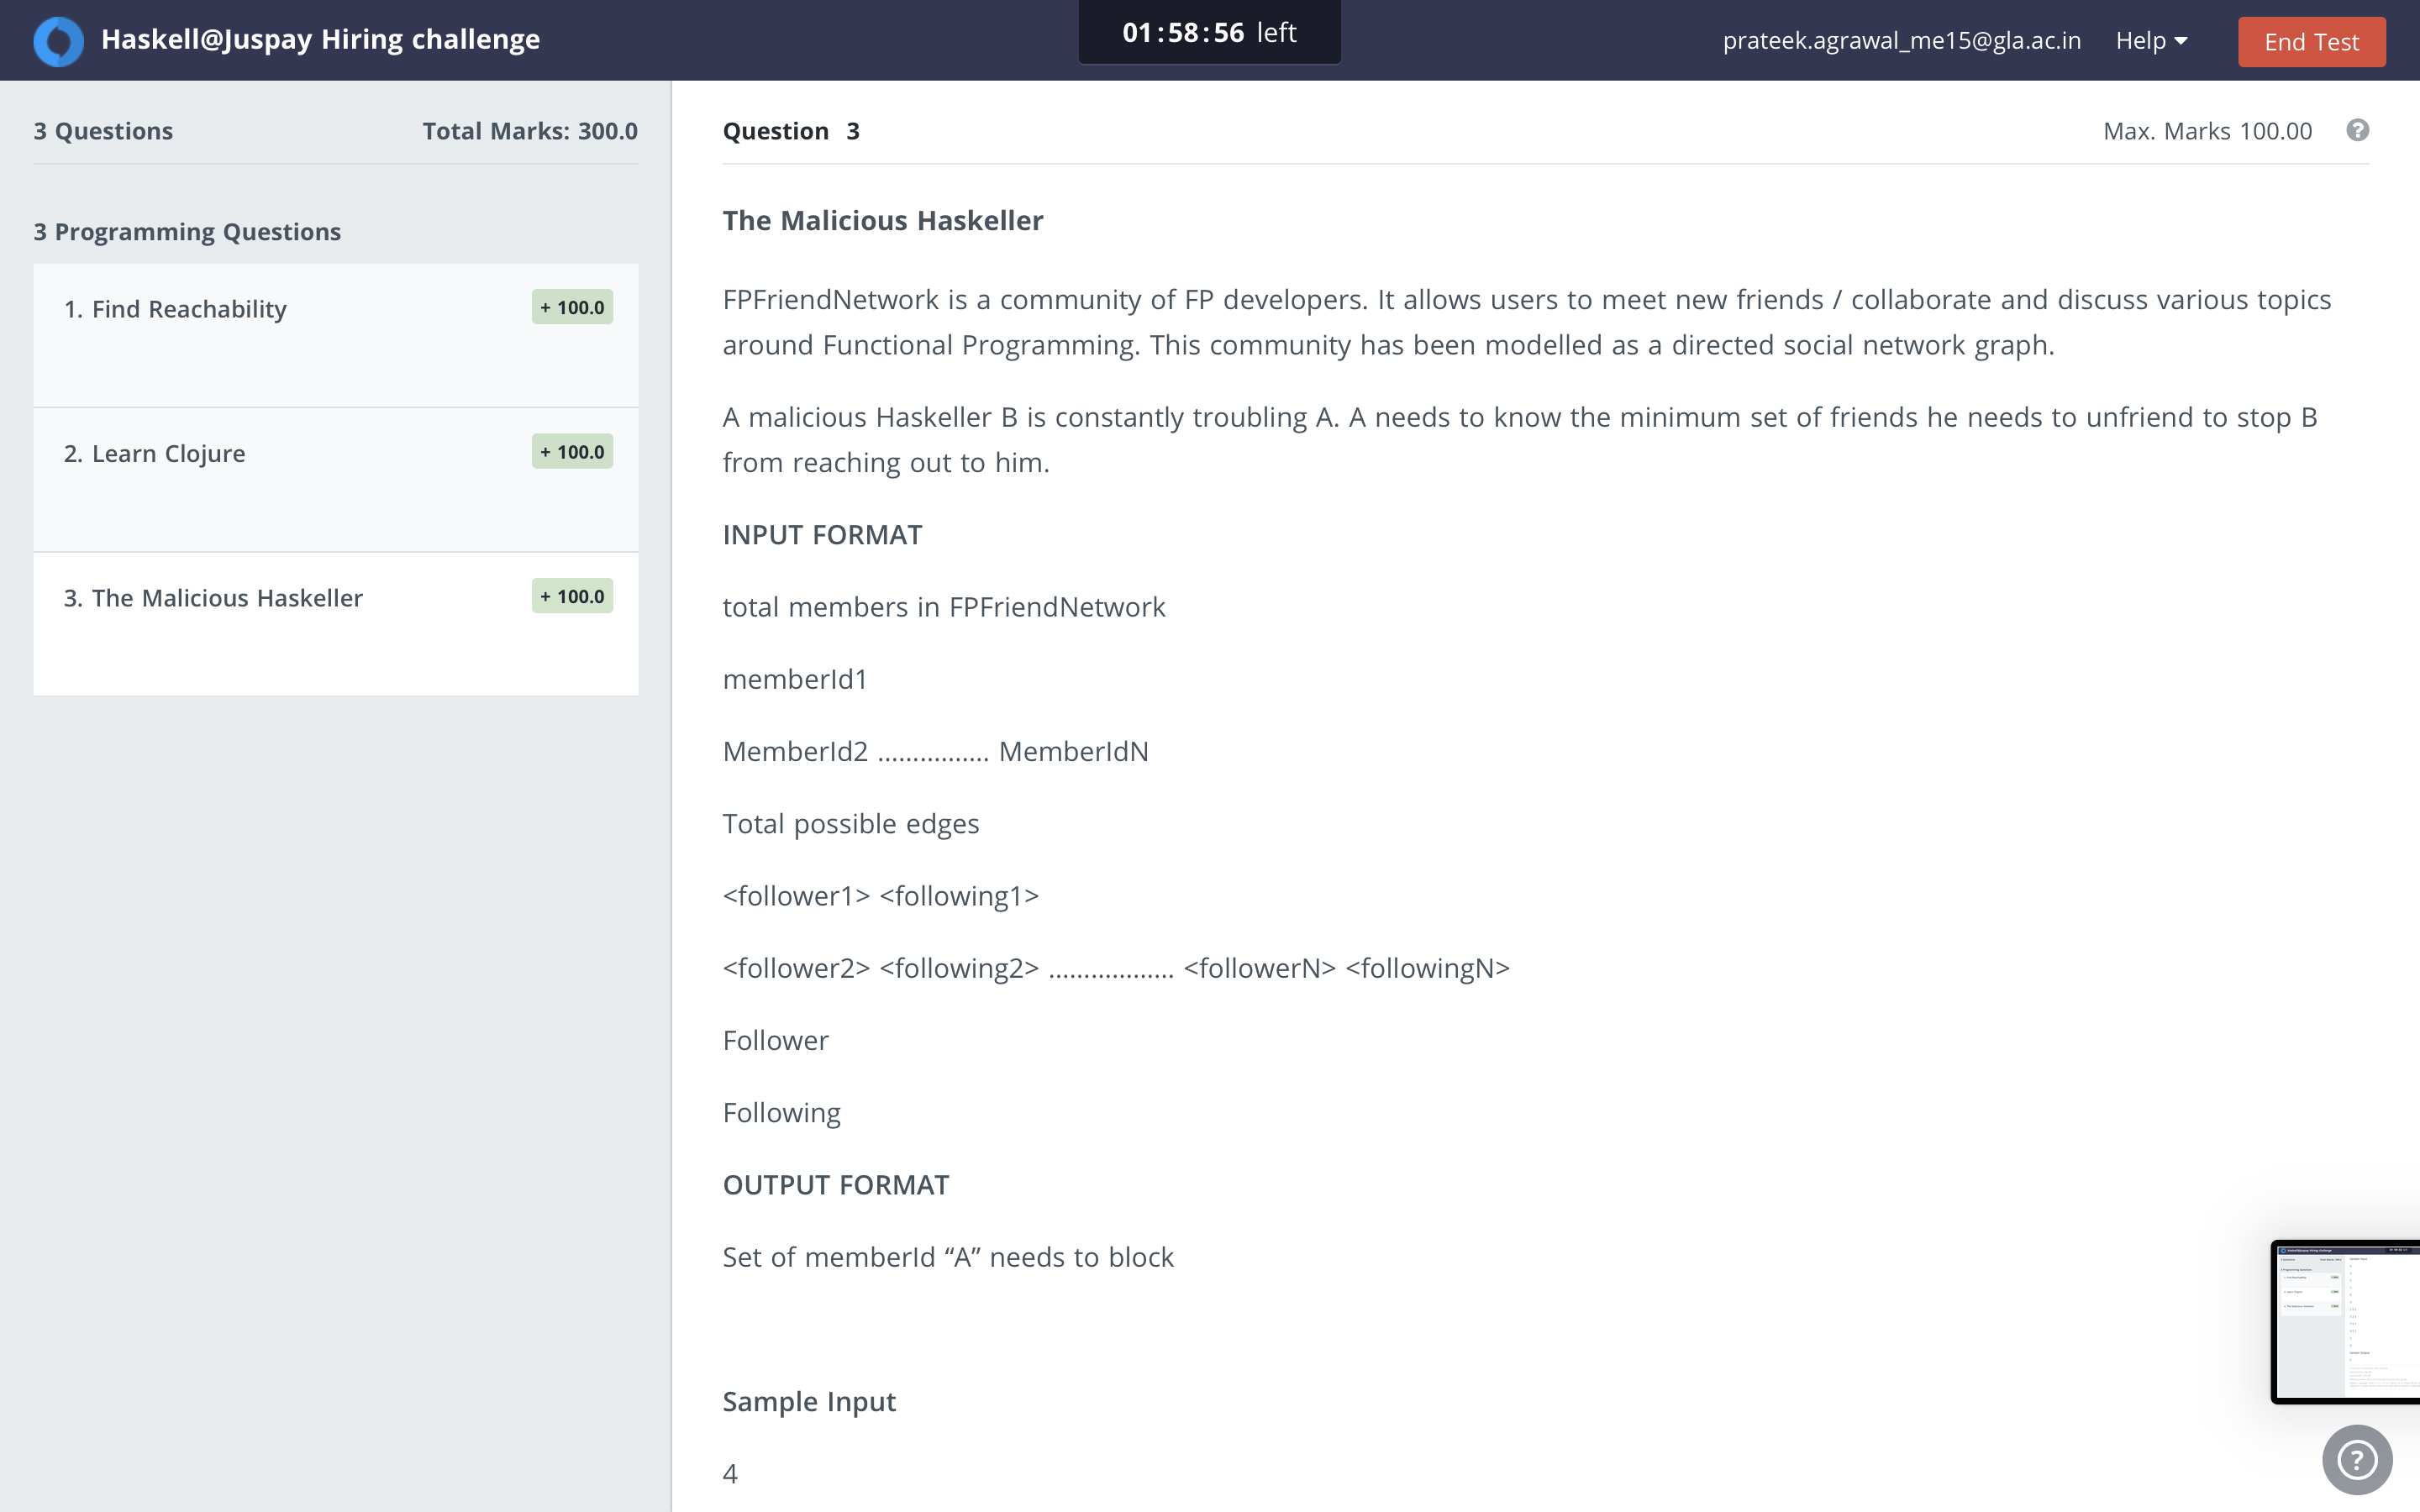 Haskell@Juspay Hiring challenge
01:58:56 left
prateek.agrawal_me15@gla.ac.in
Help
End Test
3 Questions
Total Marks: 300.0
3 Programming Questions
1. Find Reachability
+ 100.0
2. Learn Clojure
+ 100.0
3. The Malicious Haskeller
+ 100.0
Question 3
Max. Marks 100.00
?
The Malicious Haskeller
FPFriendNetwork is a community of FP developers. It allows users to meet new friends / collaborate and discuss various topics
around Functional Programming. This community has been modelled as a directed social network graph.
A malicious Haskeller B is constantly troubling A. A needs to know the minimum set of friends he needs to unfriend to stop B
from reaching out to him.
INPUT FORMAT
total members in FPFriendNetwork
memberId1
MemberId2 ............... MemberIdN
Total possible edges
<follower1> <following1>
<follower2> <following2> ................. <followerN> <followingN>
Follower
Following
OUTPUT FORMAT
Set of memberId “A” needs to block
Sample Input
4
?